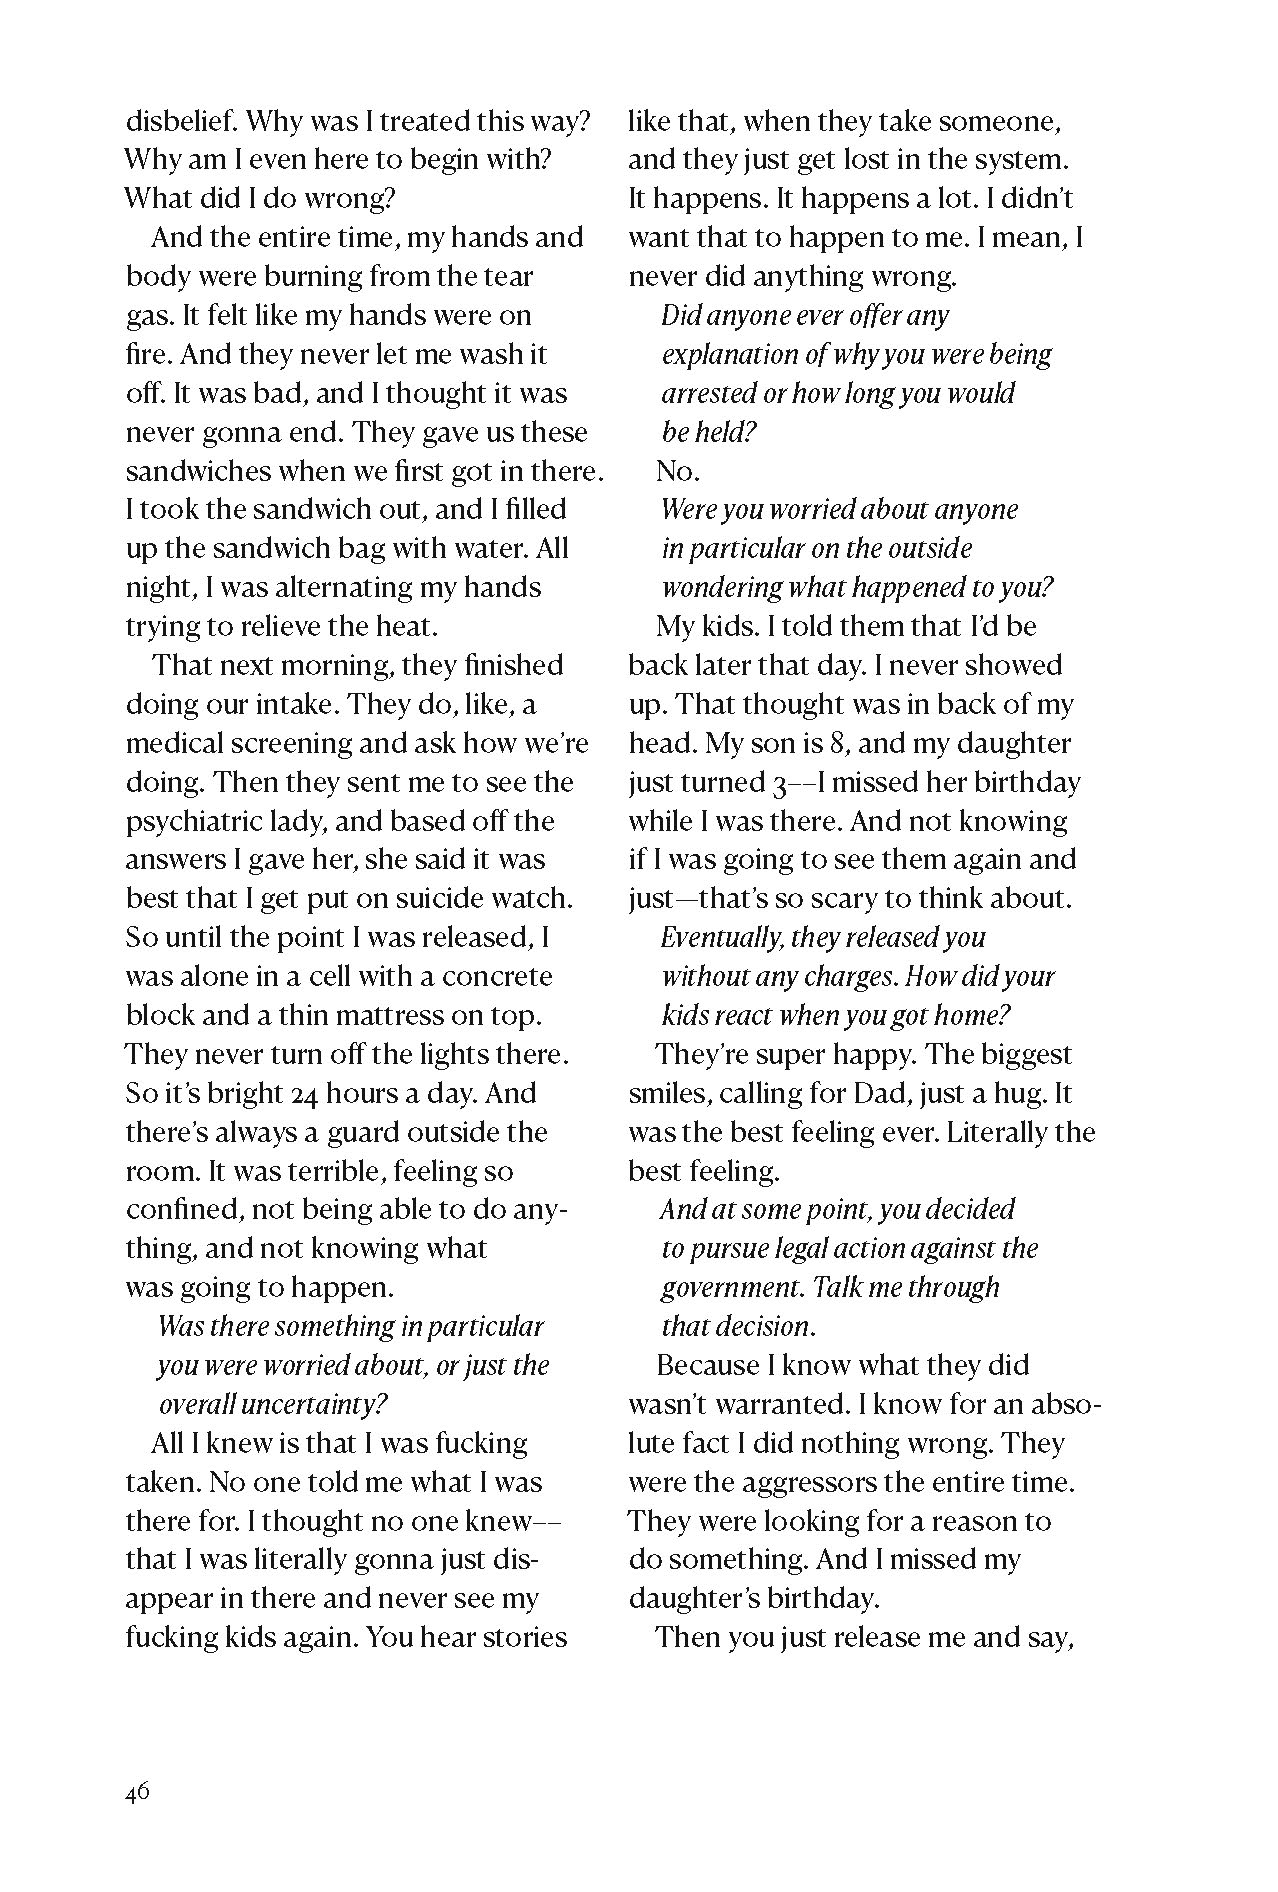 disbelief. Why was I treated this way?
Why am I even here to begin with?
What did I do wrong?
And the entire time, my hands and
body were burning from the tear
gas. It felt like my hands were on
fire. And they never let me wash it
off. It was bad, and I thought it was
never gonna end. They gave us these
sandwiches when we first got in there.
I took the sandwich out, and I filled
up the sandwich bag with water. All
night, I was alternating my hands
trying to relieve the heat.
That next morning, they finished
doing our intake. They do, like, a
medical screening and ask how we’re
doing. Then they sent me to see the
psychiatric lady, and based off the
answers I gave her, she said it was
best that I get put on suicide watch.
So until the point I was released, I
was alone in a cell with a concrete
block and a thin mattress on top.
They never turn off the lights there.
So it’s bright 24 hours a day. And
there’s always a guard outside the
room. It was terrible, feeling so
confined, not being able to do any-
thing, and not knowing what
was going to happen.
Was there something in particular
you were worried about, or just the
overall uncertainty?
All I knew is that I was fucking
taken. No one told me what I was
there for. I thought no one knew––
that I was literally gonna just dis-
appear in there and never see my
fucking kids again. You hear stories
like that, when they take someone,
and they just get lost in the system.
It happens. It happens a lot. I didn’t
want that to happen to me. I mean, I
never did anything wrong.
Did anyone ever offer any
explanation of why you were being
arrested or how long you would
be held?
No.
Were you worried about anyone
in particular on the outside
wondering what happened to you?
My kids. I told them that I’d be
back later that day. I never showed
up. That thought was in back of my
head. My son is 8, and my daughter
just turned 3––I missed her birthday
while I was there. And not knowing
if I was going to see them again and
just—that’s so scary to think about.
Eventually, they released you
without any charges. How did your
kids react when you got home?
They’re super happy. The biggest
smiles, calling for Dad, just a hug. It
was the best feeling ever. Literally the
best feeling.
And at some point, you decided
to pursue legal action against the
government. Talk me through
that decision.
Because I know what they did
wasn’t warranted. I know for an abso-
lute fact I did nothing wrong. They
were the aggressors the entire time.
They were looking for a reason to
do something. And I missed my
daughter’s birthday.
Then you just release me and say,
46